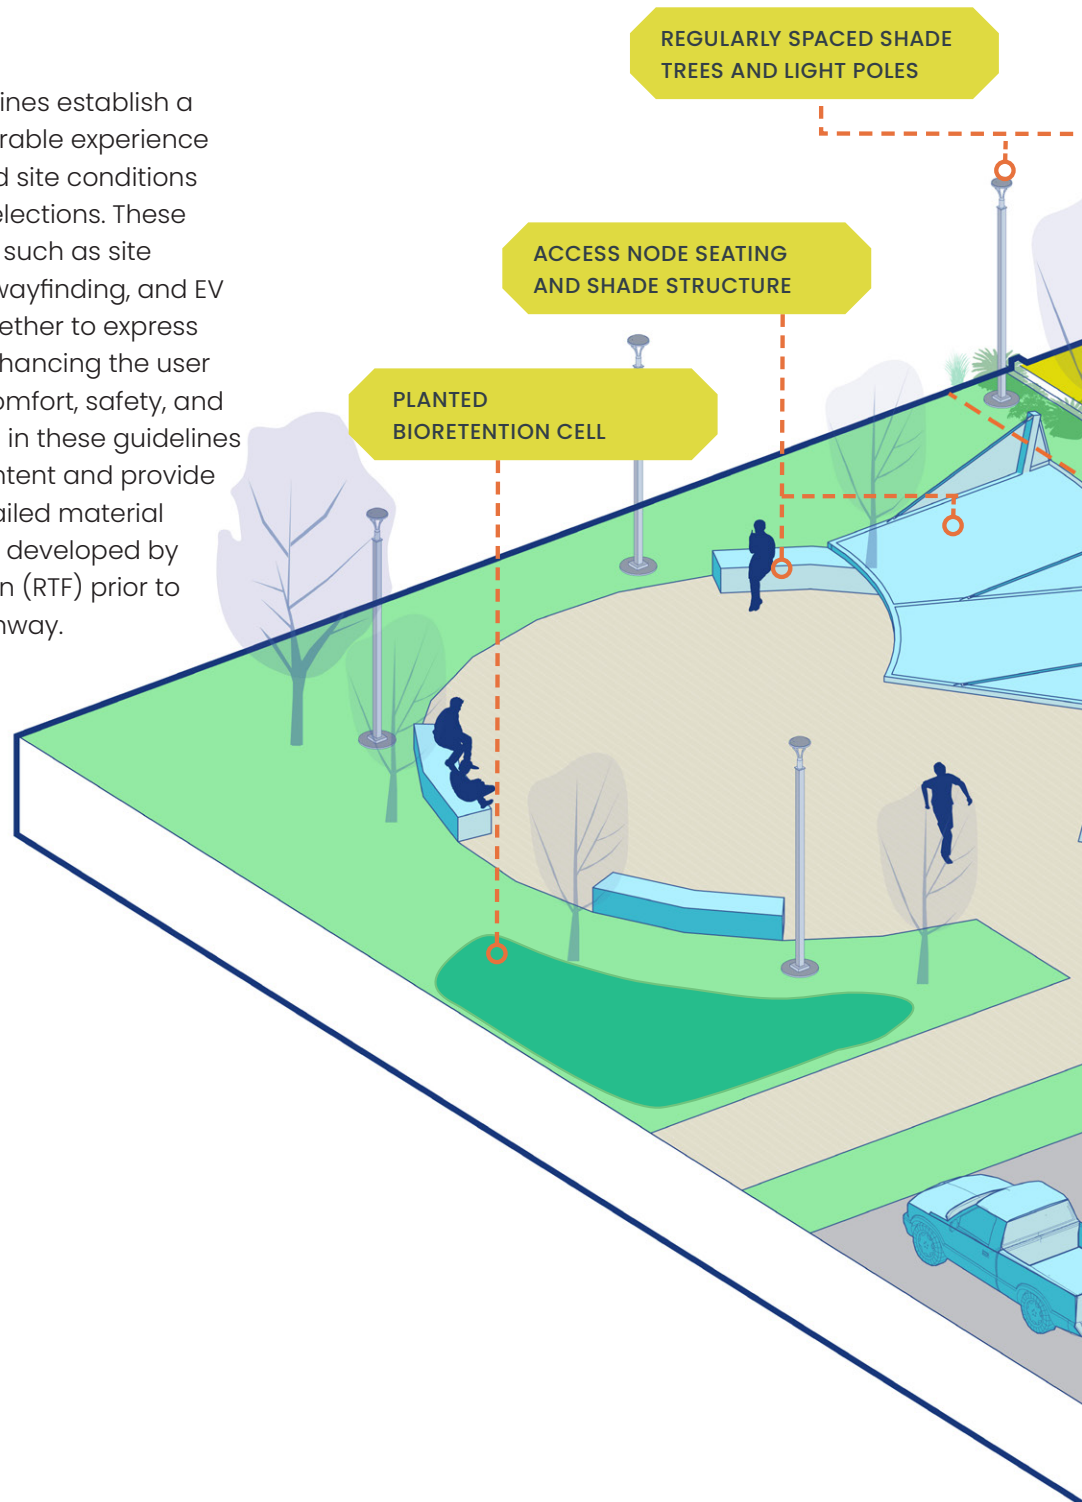 REGULARLY SPACED SHADE
TREES AND LIGHT POLES
ines establish a
rable experience
d site conditions
elections. These
such as site
wayfinding, and EV
ether to express
hancing the user
omfort, safety, and
in these guidelines
ntent and provide
ailed material
developed by
n (RTF) prior to
nway.
ACCESS NODE SEATING
AND SHADE STRUCTURE
PLANTED
BIORETENTION CELL